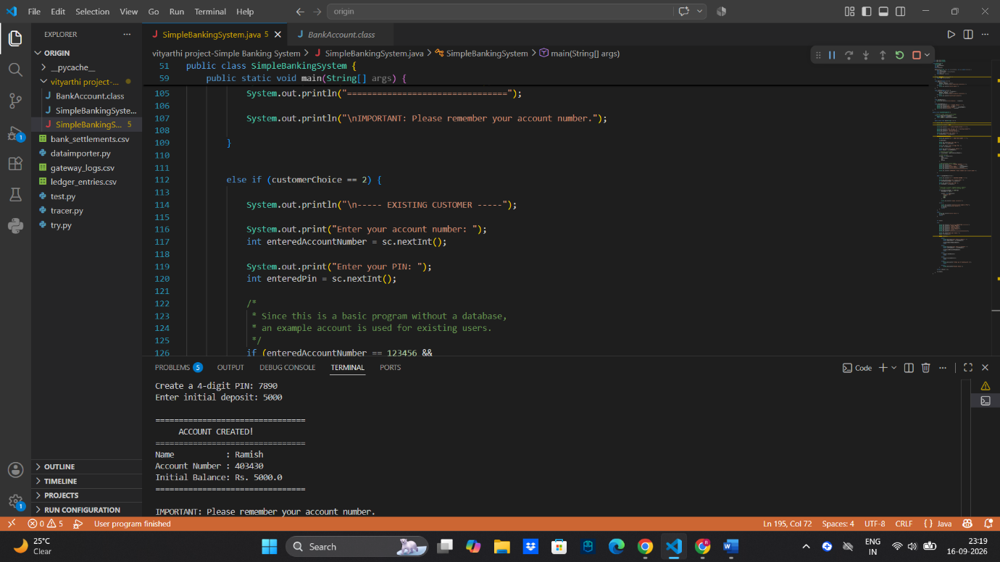 File Edit Selection View Go Run Terminal Help
origin
EXPLORER
ORIGIN
__pycache__
vityarthi project-...
BankAccount.class
SimpleBankingSyste...
SimpleBankingS... 5
bank_settlements.csv
dataimporter.py
gateway_logs.csv
ledger_entries.csv
test.py
tracer.py
try.py
OUTLINE
TIMELINE
PROJECTS
RUN CONFIGURATION
1
1
SimpleBankingSystem.java 5
BankAccount.class
vityarthi project-Simple Banking System > SimpleBankingSystem.java > SimpleBankingSystem > main(String[] args)
51 public class SimpleBankingSystem {
59 public static void main(String[] args) {
105 System.out.println("================================");
106
107 System.out.println("\nIMPORTANT: Please remember your account number.");
108
109 }
110
111
112 else if (customerChoice == 2) {
113
114 System.out.println("\n----- EXISTING CUSTOMER -----");
115
116 System.out.print("Enter your account number: ");
117 int enteredAccountNumber = sc.nextInt();
118
119 System.out.print("Enter your PIN: ");
120 int enteredPin = sc.nextInt();
121
122 /*
123 * Since this is a basic program without a database,
124 * an example account is used for existing users.
125 */
126 if (enteredAccountNumber == 123456 &&
PROBLEMS 5 OUTPUT DEBUG CONSOLE TERMINAL PORTS
Code
Create a 4-digit PIN: 7890
Enter initial deposit: 5000
================================
ACCOUNT CREATED!
================================
Name : Ramish
Account Number : 403430
Initial Balance: Rs. 5000.0
================================
IMPORTANT: Please remember your account number.
0 5 User program finished
Ln 195, Col 72 Spaces: 4 UTF-8 CRLF {} Java
25°C
Clear
Search
ENG
IN
23:19
16-09-2026